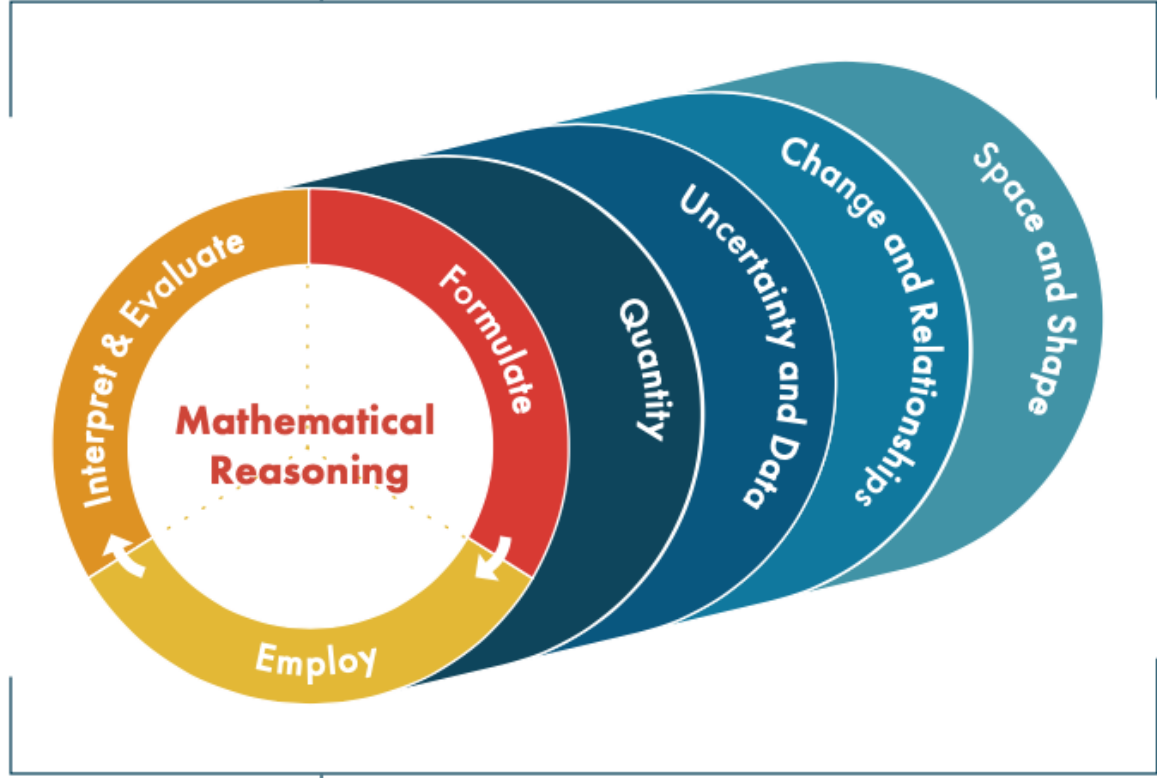 Mathematical
Reasoning
Interpret & Evaluate
Formulate
Employ
Quantity
Uncertainty and Data
Change and Relationships
Space and Shape